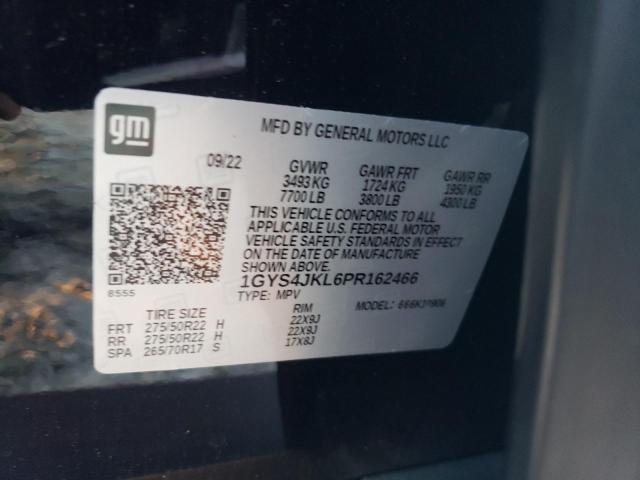 gm
MFD BY GENERAL MOTORS LLC
09/22 GVWR GAWR FRT GAWR RR
3493 KG 1724 KG 1950 KG
7700 LB 3800 LB 4300 LB
THIS VEHICLE CONFORMS TO ALL
APPLICABLE U.S. FEDERAL MOTOR
VEHICLE SAFETY STANDARDS IN EFFECT
ON THE DATE OF MANUFACTURE
SHOWN ABOVE.
8555 1GYS4JKL6PR162466
TYPE: MPV MODEL:
TIRE SIZE RIM
FRT 275/50R22 H 22X9J
RR 275/50R22 H 22X9J
SPA 265/70R17 S 17X8J